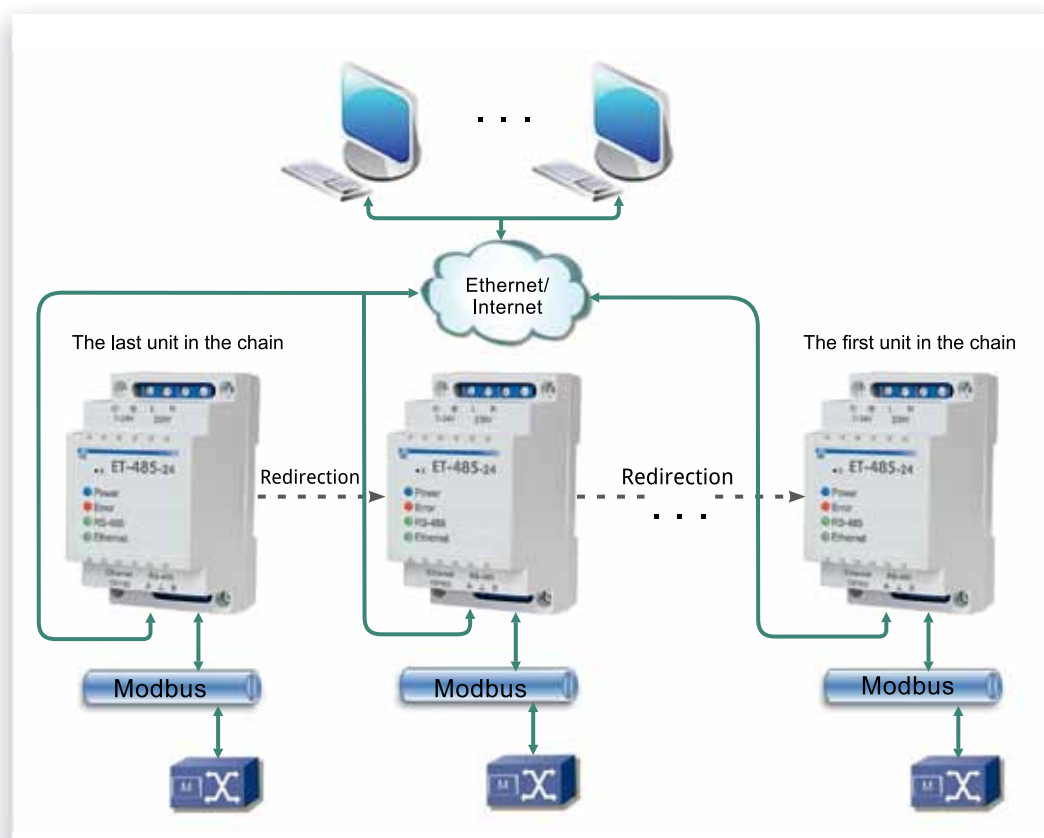 . . .
Ethernet/
Internet
The last unit in the chain
The first unit in the chain
ET-485-24
Power
Error
RS-485
Ethernet
Redirection
ET-485-24
Power
Error
RS-485
Ethernet
Redirection
. . .
ET-485-24
Power
Error
RS-485
Ethernet
Modbus
Modbus
Modbus
M
M
M